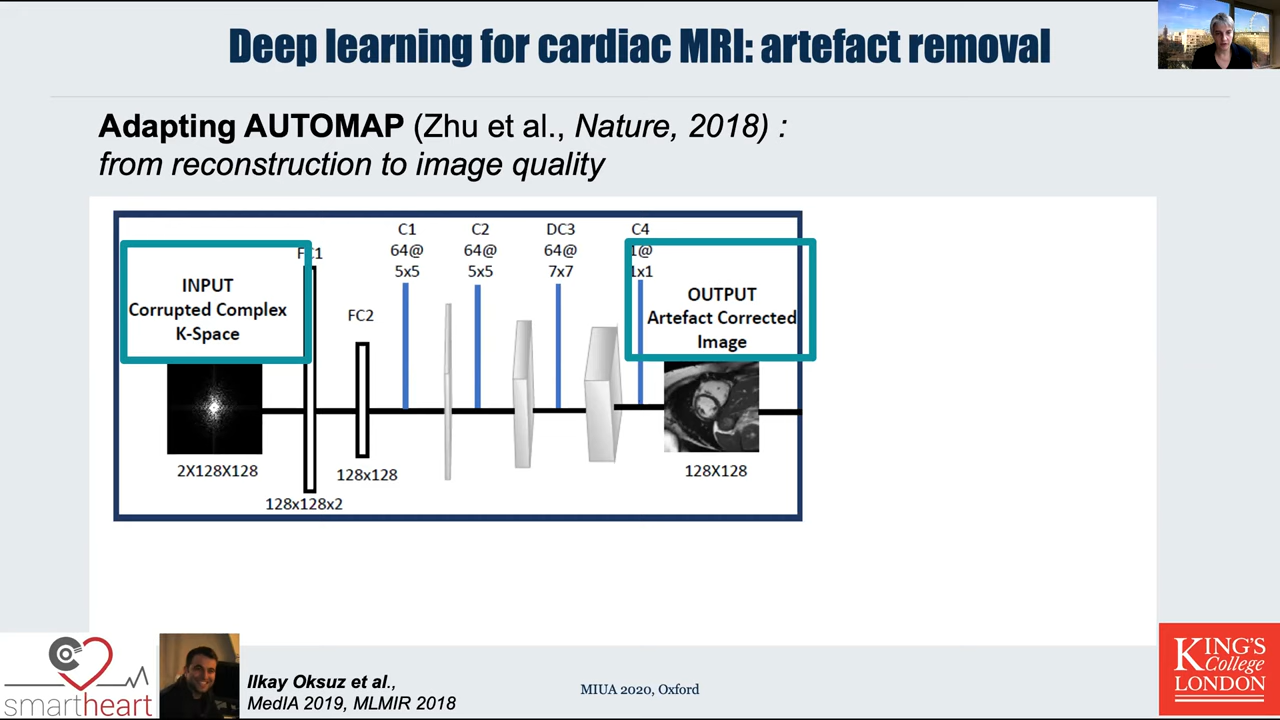 Deep learning for cardiac MRI: artefact removal
Adapting AUTOMAP (Zhu et al., Nature, 2018) :
from reconstruction to image quality
INPUT
Corrupted Complex
K-Space
2X128X128
FC1
128x128x2
FC2
128x128
C1
64@
5x5
C2
64@
5x5
DC3
64@
7x7
C4
1@
1x1
OUTPUT
Artefact Corrected
Image
128X128
smartheart
Ilkay Oksuz et al.,
MedIA 2019, MLMIR 2018
MIUA 2020, Oxford
KING'S
College
LONDON